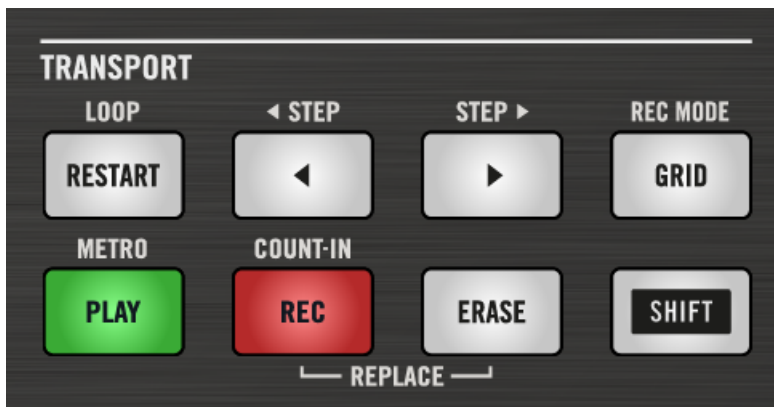 TRANSPORT
LOOP ◀ STEP STEP ▶ REC MODE
RESTART ◀ ▶ GRID
METRO COUNT-IN
PLAY REC ERASE SHIFT
REPLACE